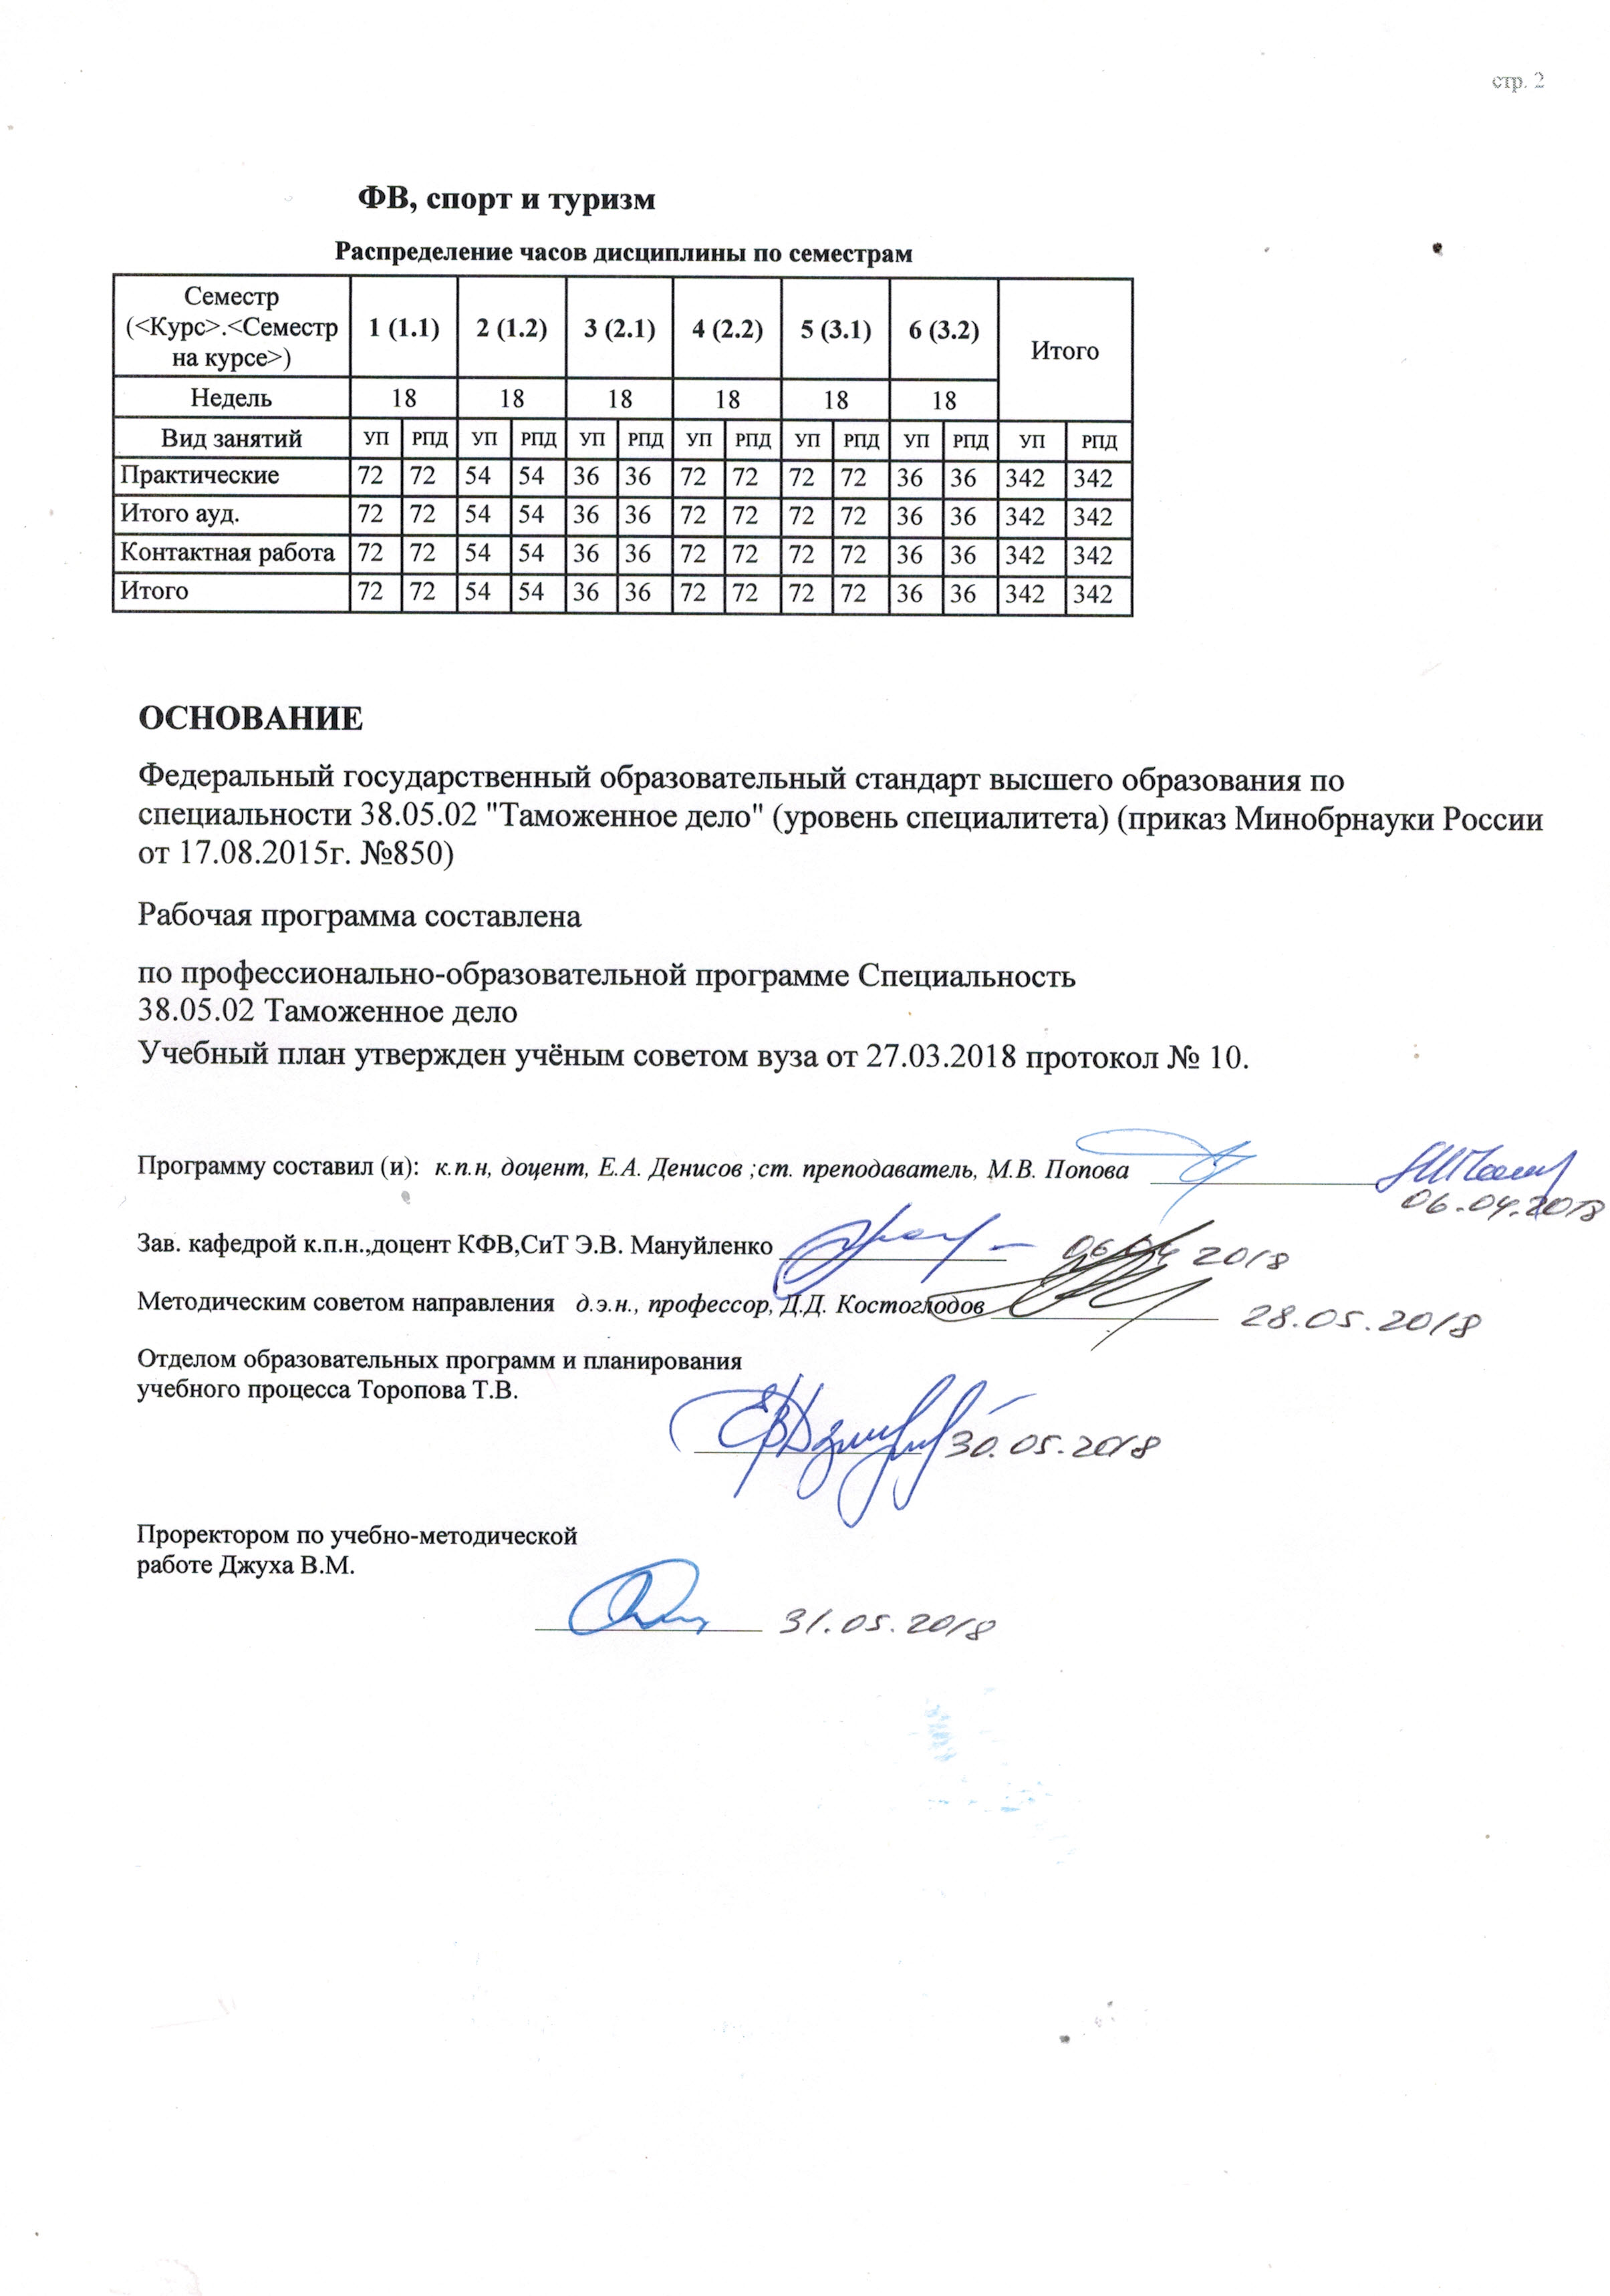 стр. 2
ФВ, спорт и туризм
Распределение часов дисциплины по семестрам
Семестр
(<Курс>.<Семестр
на курсе>)
1 (1.1) 2 (1.2) 3 (2.1) 4 (2.2) 5 (3.1) 6 (3.2) Итого
Недель 18 18 18 18 18 18
Вид занятий УП РПД УП РПД УП РПД УП РПД УП РПД УП РПД УП РПД
Практические 72 72 54 54 36 36 72 72 72 72 36 36 342 342
Итого ауд. 72 72 54 54 36 36 72 72 72 72 36 36 342 342
Контактная работа 72 72 54 54 36 36 72 72 72 72 36 36 342 342
Итого 72 72 54 54 36 36 72 72 72 72 36 36 342 342
ОСНОВАНИЕ
Федеральный государственный образовательный стандарт высшего образования по
специальности 38.05.02 "Таможенное дело" (уровень специалитета) (приказ Минобрнауки России
от 17.08.2015г. №850)
Рабочая программа составлена
по профессионально-образовательной программе Специальность
38.05.02 Таможенное дело
Учебный план утвержден учёным советом вуза от 27.03.2018 протокол № 10.
Программу составил (и): к.п.н, доцент, Е.А. Денисов ;ст. преподаватель, М.В. Попова
06.04.2018
Зав. кафедрой к.п.н.,доцент КФВ,СиТ Э.В. Мануйленко 06.04 2018
Методическим советом направления д.э.н., профессор, Д.Д. Костоглодов 28.05.2018
Отделом образовательных программ и планирования
учебного процесса Торопова Т.В.
30.05.2018
Проректором по учебно-методической
работе Джуха В.М.
31.05.2018